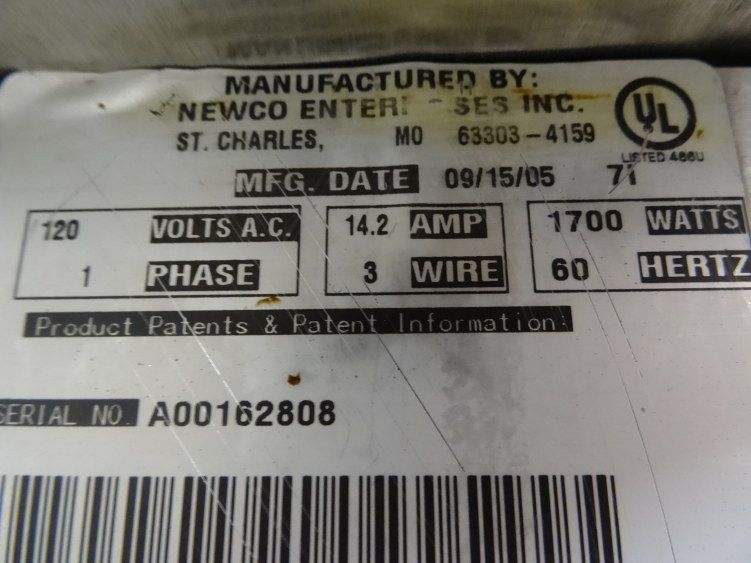 MANUFACTURED BY:
NEWCO INC.
ST. CHARLES, MO 63303-4159
UL
LISTED 466U
MFG. DATE 09/15/05 71
120 VOLTS A.C. 14.2 AMP 1700 WATTS
1 PHASE 3 WIRE 60 HERTZ
Product Patents & Patent Information:
SERIAL NO. A00162808